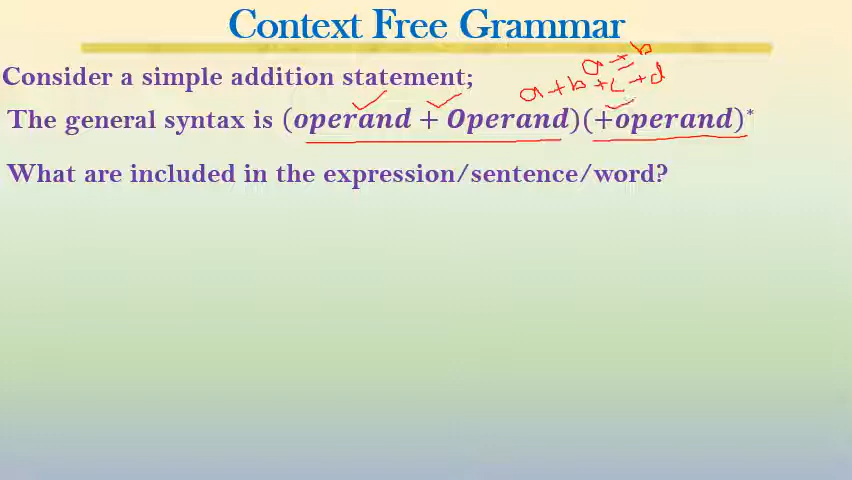 Context Free Grammar
a + b
Consider a simple addition statement;
a + b + c + d
The general syntax is (operand + Operand)(+operand)*
What are included in the expression/sentence/word?